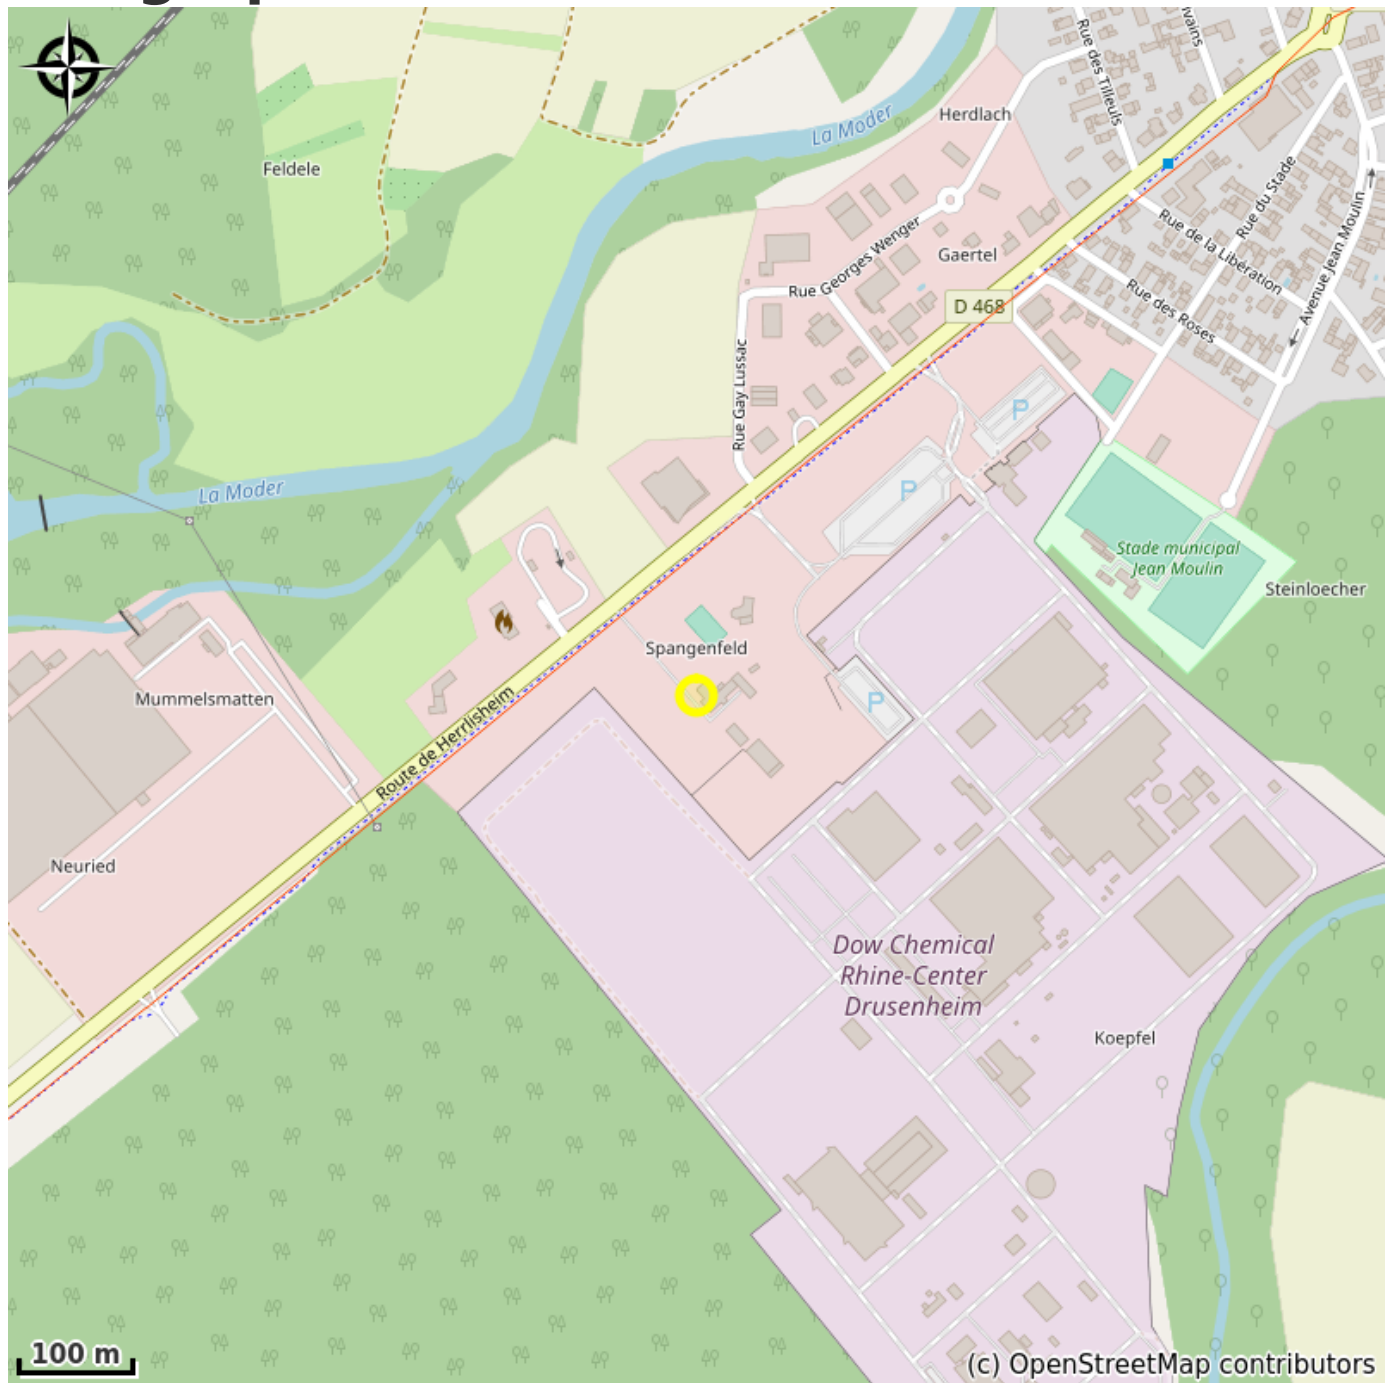 Rue des Tilleuls
La Moder
Herdlach
Feldele
Rue du Stade
Rue de la Libération
Avenue Jean Moulin
Rue Georges Wenger
Gaertel
D 468
Rue des Roses
Rue Gay Lussac
P
P
La Moder
Stade municipal
Jean Moulin
Steinloecher
Spangenfeld
Mummelsmatten
P
Route de Herrlisheim
Neuried
Dow Chemical
Rhine-Center
Drusenheim
Koepfel
100 m
(c) OpenStreetMap contributors